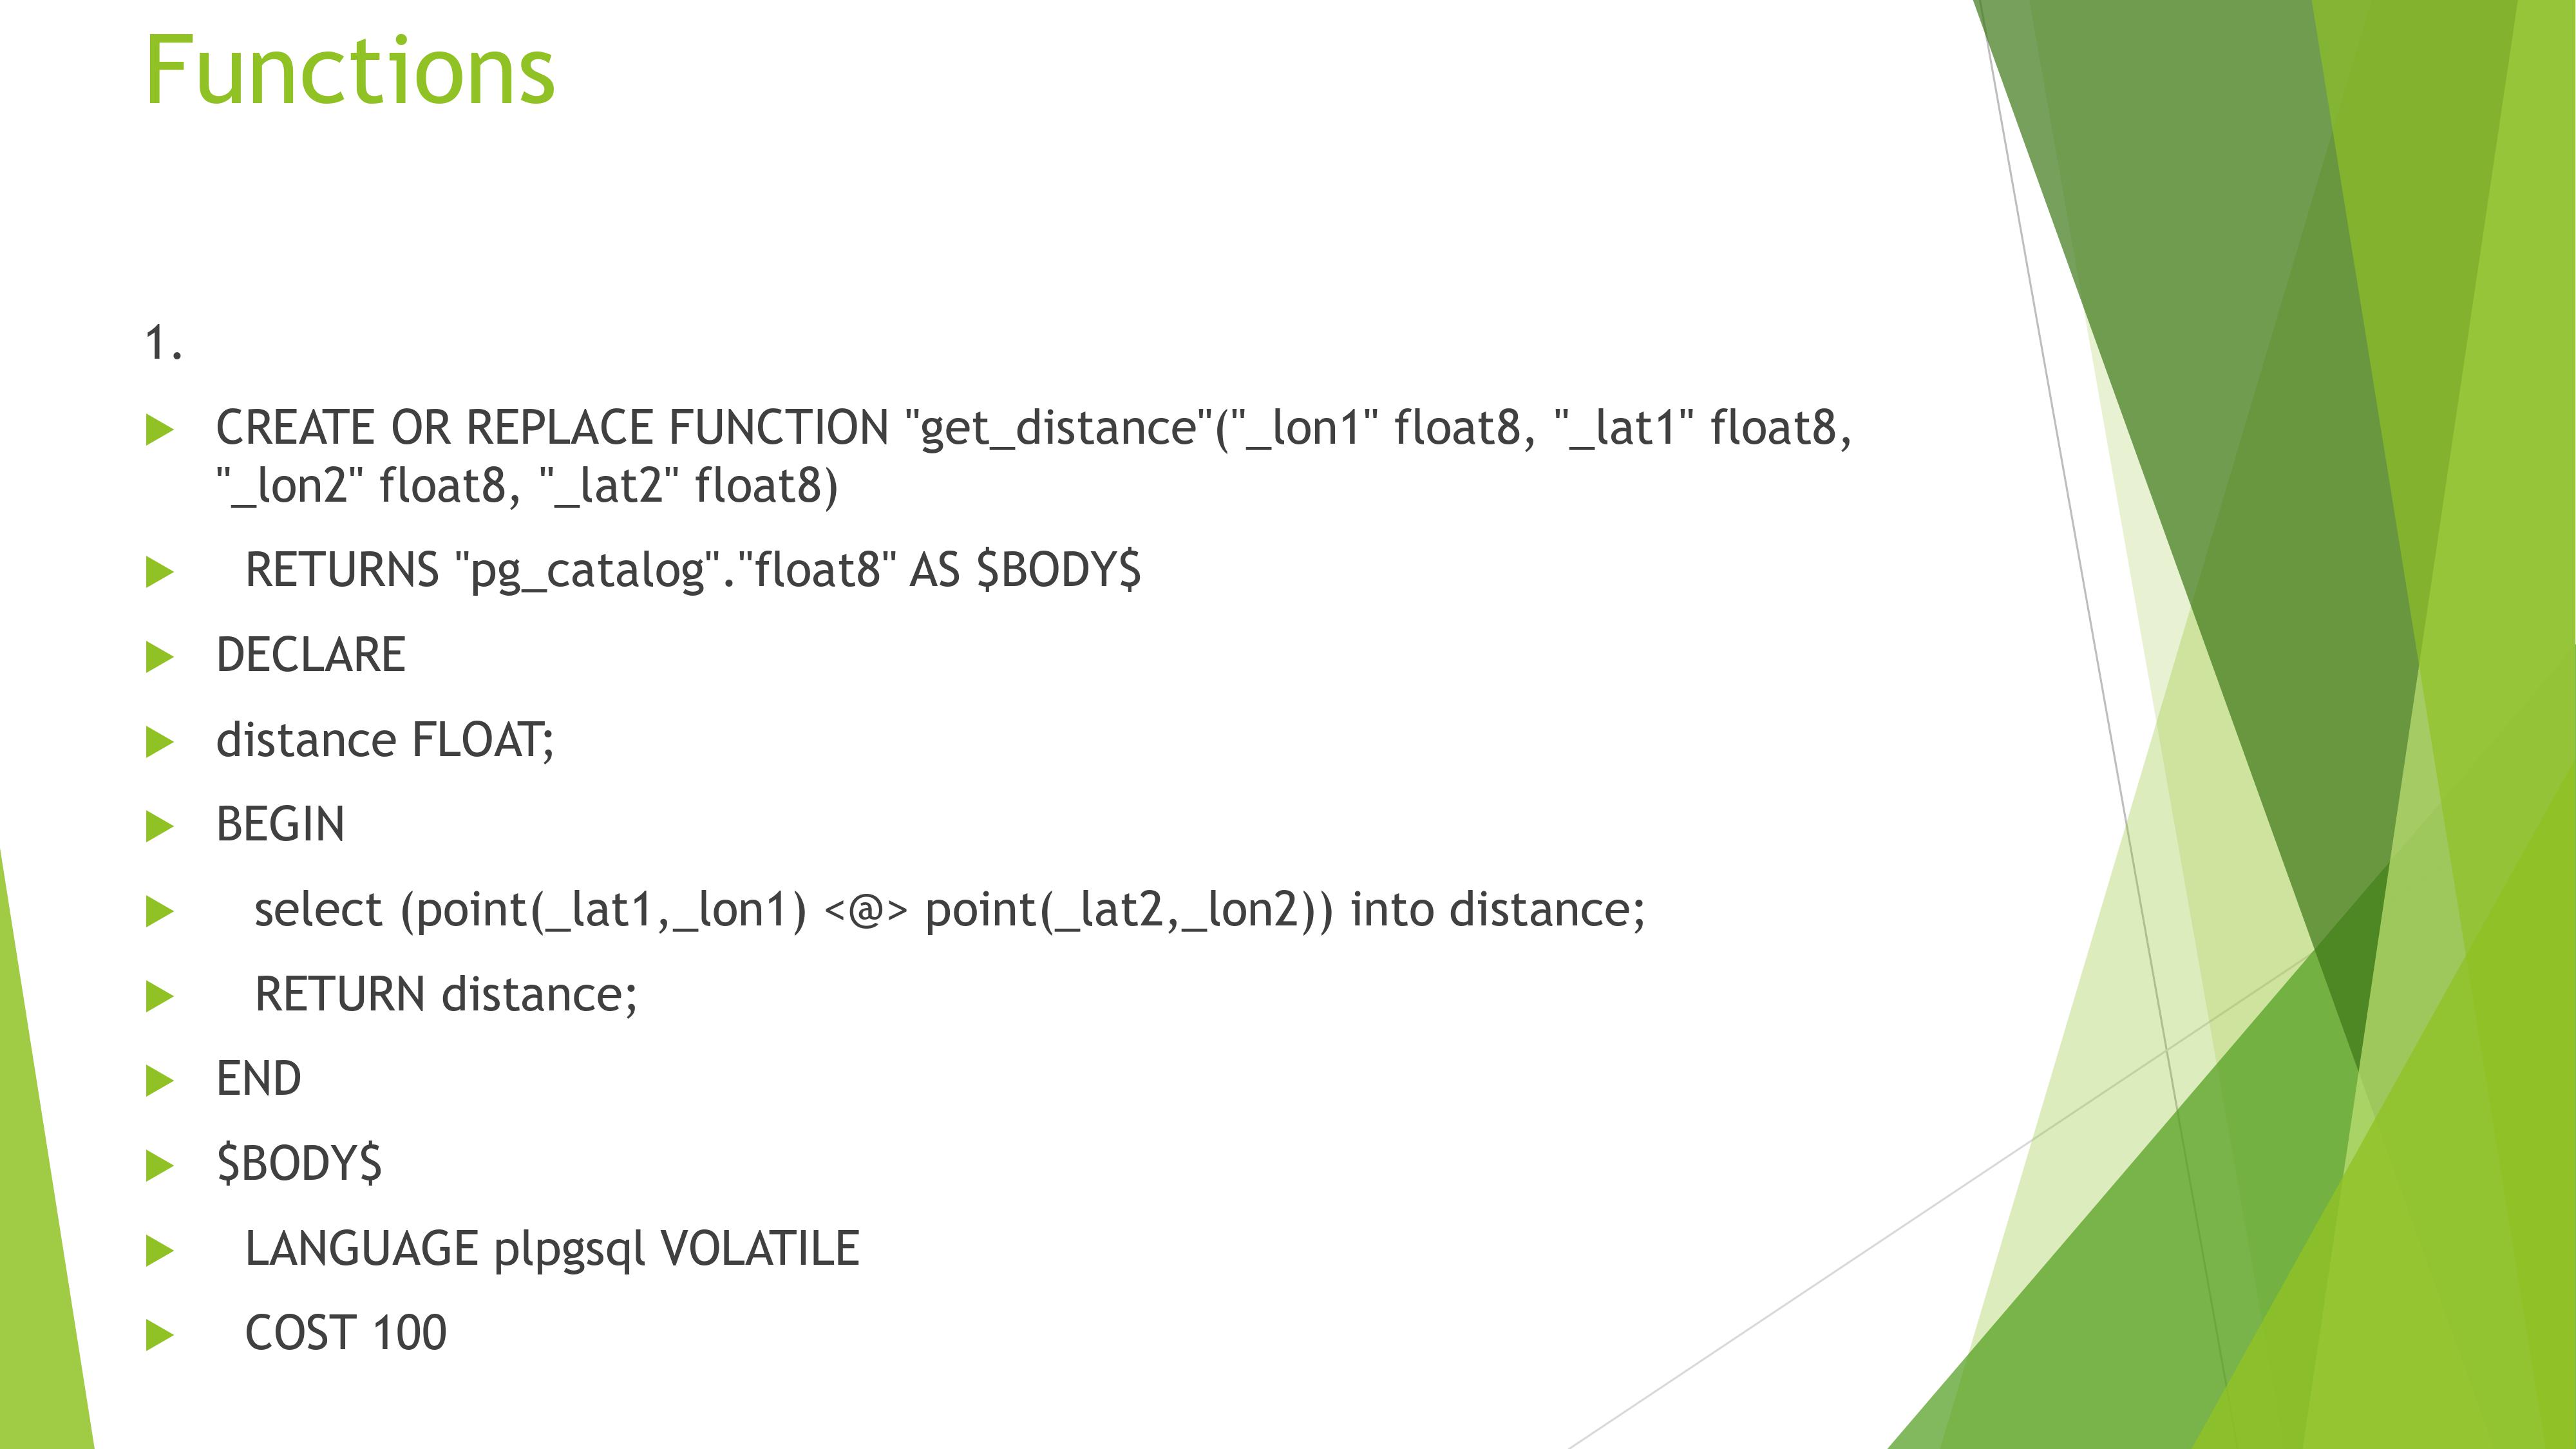 Functions
1.
CREATE OR REPLACE FUNCTION "get_distance"("_lon1" float8, "_lat1" float8,
"_lon2" float8, "_lat2" float8)
RETURNS "pg_catalog"."float8" AS $BODY$
DECLARE
distance FLOAT;
BEGIN
select (point(_lat1,_lon1) <@> point(_lat2,_lon2)) into distance;
RETURN distance;
END
$BODY$
LANGUAGE plpgsql VOLATILE
COST 100